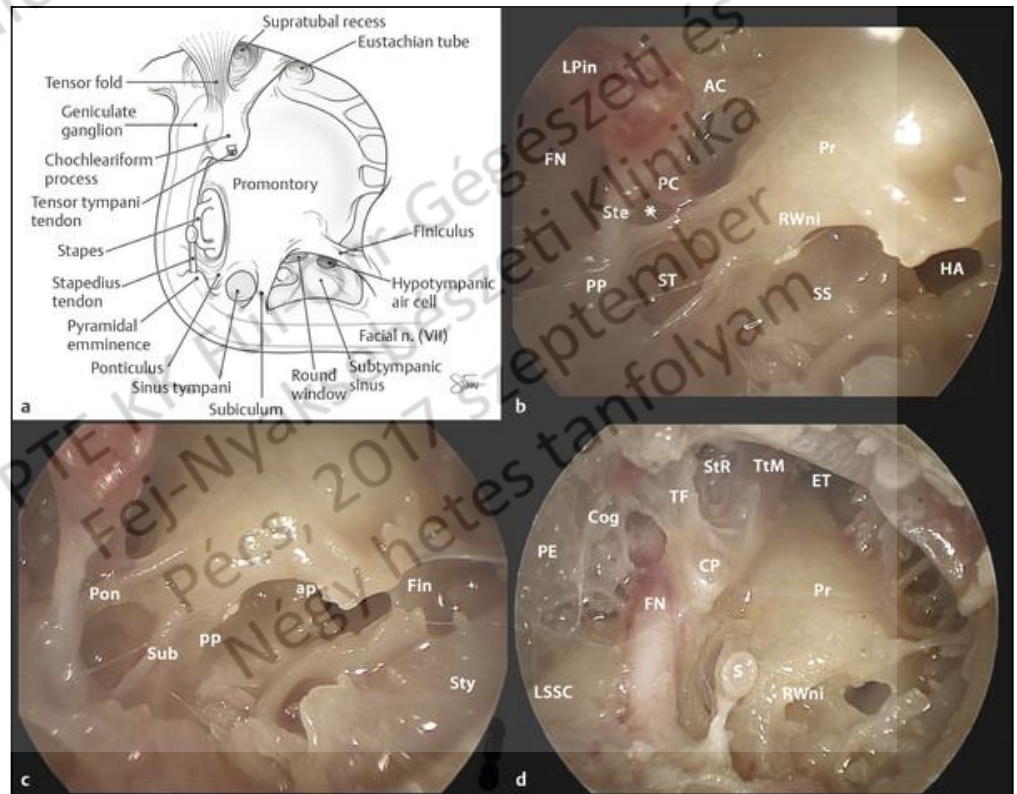 Supratubal recess
Eustachian tube
Tensor fold
Geniculate
ganglion
Chochleariform
process
Tensor tympani
tendon
Promontory
Stapes
Finiculus
Stapedius
tendon
Hypotympanic
air cell
Pyramidal
emminence
Facial n. (VII)
Ponticulus
Sinus tympani
Round
window
Subtympanic
sinus
Subiculum
a
LPin
AC
FN
Pr
PC
Ste *
RWni
PP
ST
HA
SS
b
Pon
ap
Fin
Sub
PP
Sty
c
StR
TtM
ET
TF
Cog
PE
CP
FN
Pr
S
LSSC
RWni
d
PTE KK Fül-Orr-Gégészeti és
Fej-Nyaksebészeti Klinika
Pécs, 2017 szeptember
Négy hetes tanfolyam